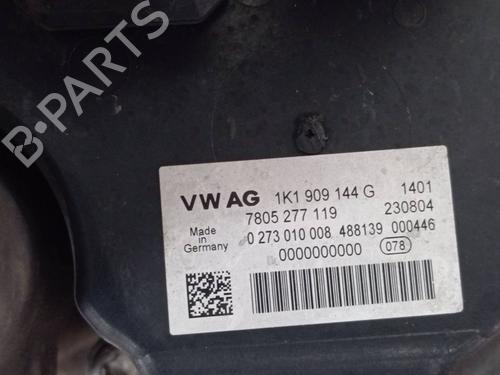 B-PARTS
VW AG 1K1 909 144 G 1401
7805 277 119 230804
Made in Germany 0 273 010 008 488139 000446
0000000000 078